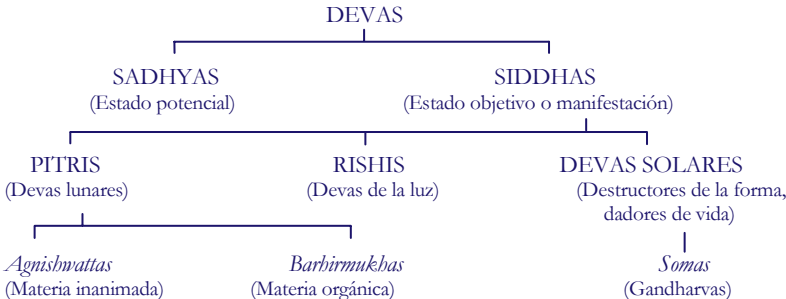 DEVAS
SADHYAS
(Estado potencial)
SIDDHAS
(Estado objetivo o manifestación)
PITRIS
(Devas lunares)
RISHIS
(Devas de la luz)
DEVAS SOLARES
(Destructores de la forma,
dadores de vida)
Agnishwattas
(Materia inanimada)
Barhirmukhas
(Materia orgánica)
Somas
(Gandharvas)